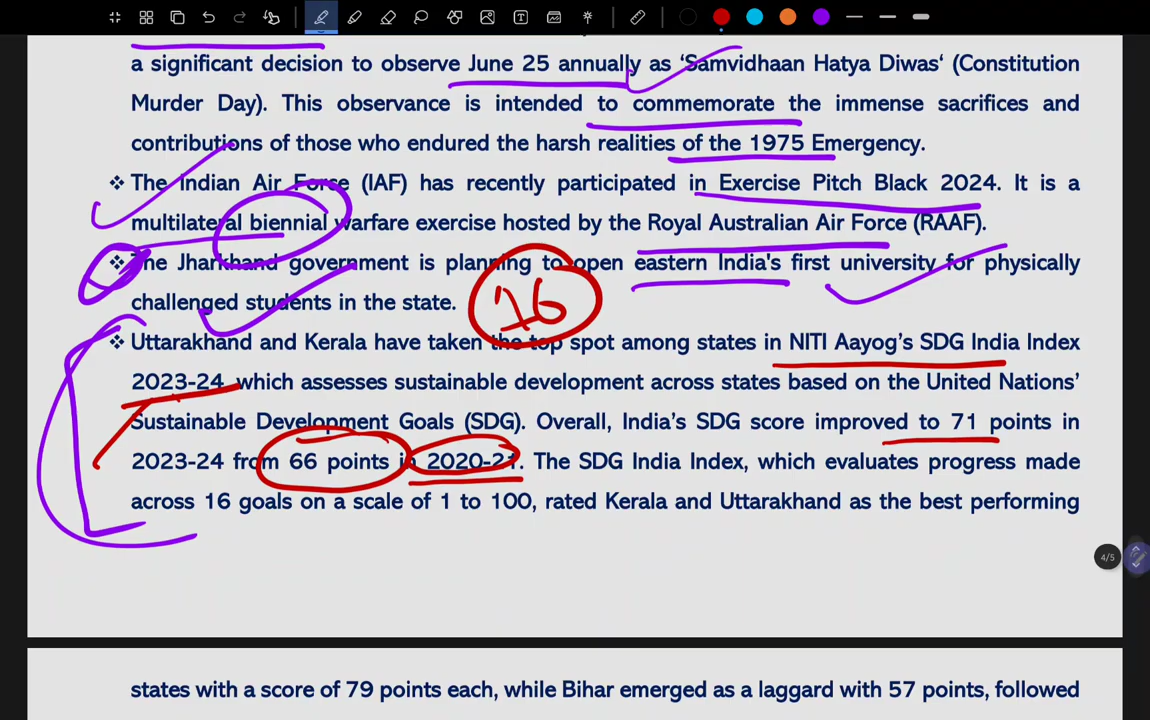 a significant decision to observe June 25 annually as ‘Samvidhaan Hatya Diwas‘ (Constitution
Murder Day). This observance is intended to commemorate the immense sacrifices and
contributions of those who endured the harsh realities of the 1975 Emergency.
❖ The Indian Air Force (IAF) has recently participated in Exercise Pitch Black 2024. It is a
multilateral biennial warfare exercise hosted by the Royal Australian Air Force (RAAF).
❖ The Jharkhand government is planning to open eastern India's first university for physically
challenged students in the state.
16
❖ Uttarakhand and Kerala have taken the top spot among states in NITI Aayog’s SDG India Index
2023-24 which assesses sustainable development across states based on the United Nations’
Sustainable Development Goals (SDG). Overall, India’s SDG score improved to 71 points in
2023-24 from 66 points in 2020-21. The SDG India Index, which evaluates progress made
across 16 goals on a scale of 1 to 100, rated Kerala and Uttarakhand as the best performing
4/5
states with a score of 79 points each, while Bihar emerged as a laggard with 57 points, followed